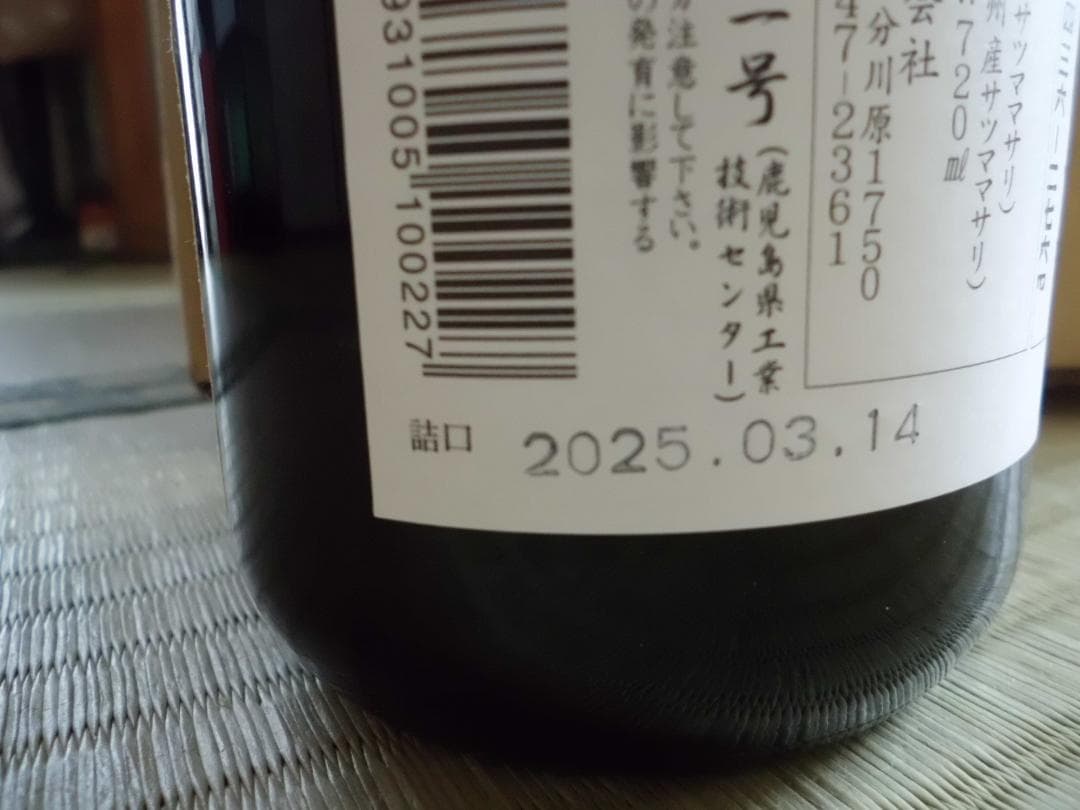 サツママサリ)
州産サツママサリ)
720㎖
会社
分川原1750
47-2361
一号(鹿児島県工業
技術センター)
注意して下さい。
の発育に影響する
931005 100227
詰口 2025.03.14